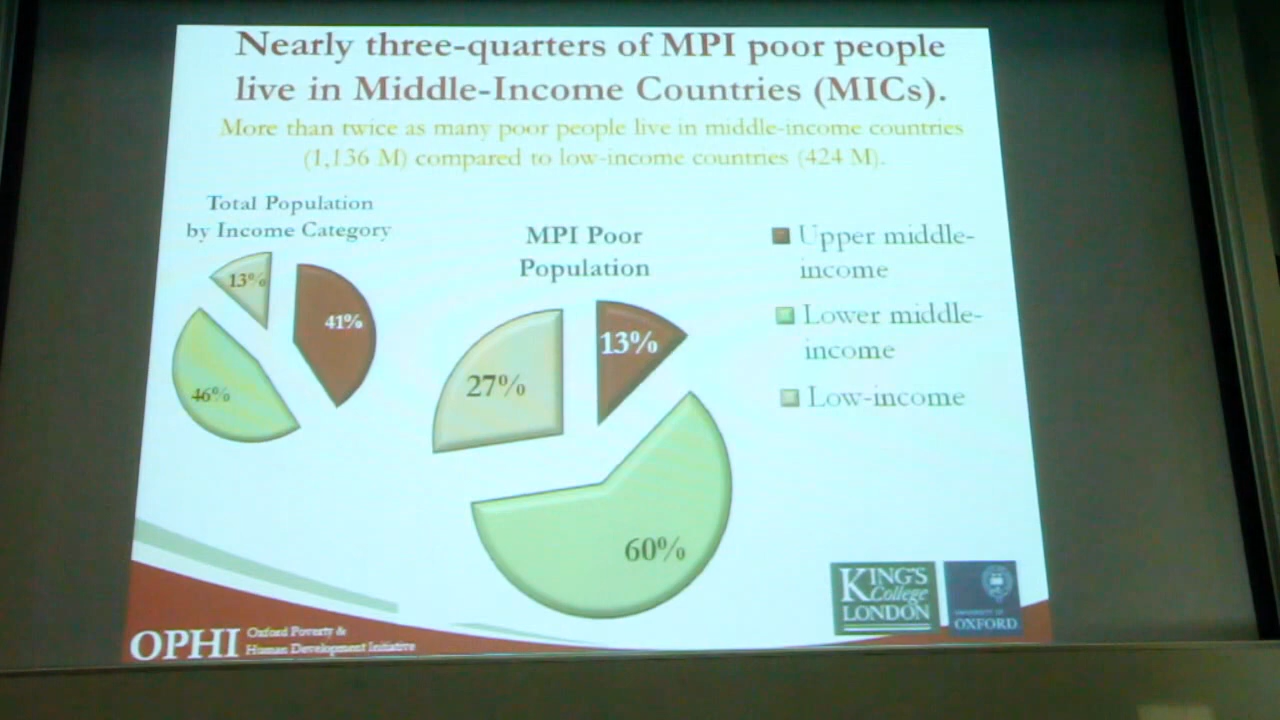 Nearly three-quarters of MPI poor people
live in Middle-Income Countries (MICs).
More than twice as many poor people live in middle-income countries
(1,136 M) compared to low-income countries (424 M).
Total Population
by Income Category
13%
41%
46%
MPI Poor
Population
13%
27%
60%
Upper middle-
income
Lower middle-
income
Low-income
OPHI
Oxford Poverty &
Human Development Initiative
KING'S
College
LONDON
UNIVERSITY OF
OXFORD